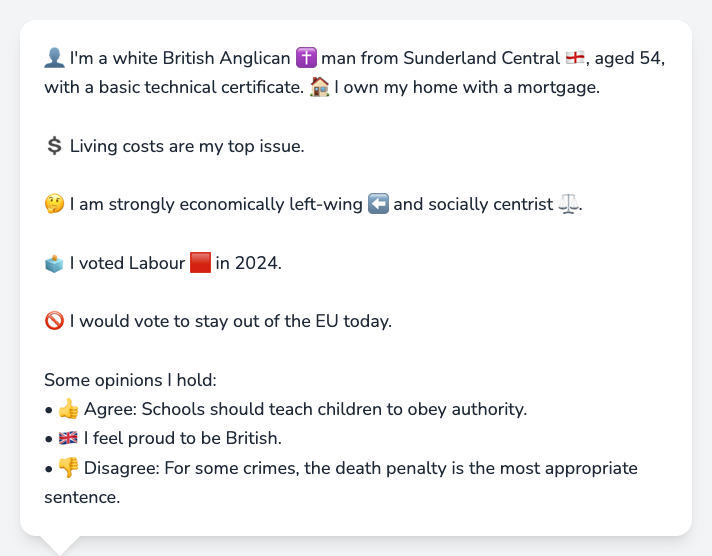 👤 I'm a white British Anglican ✝️ man from Sunderland Central 🏴󠁧󠁢󠁥󠁮󠁧󠁿, aged 54,
with a basic technical certificate. 🏠 I own my home with a mortgage.
💲 Living costs are my top issue.
🤔 I am strongly economically left-wing ⬅️ and socially centrist ⚖️.
🗳️ I voted Labour 🟥 in 2024.
🚫 I would vote to stay out of the EU today.
Some opinions I hold:
• 👍 Agree: Schools should teach children to obey authority.
• 🇬🇧 I feel proud to be British.
• 👎 Disagree: For some crimes, the death penalty is the most appropriate
sentence.